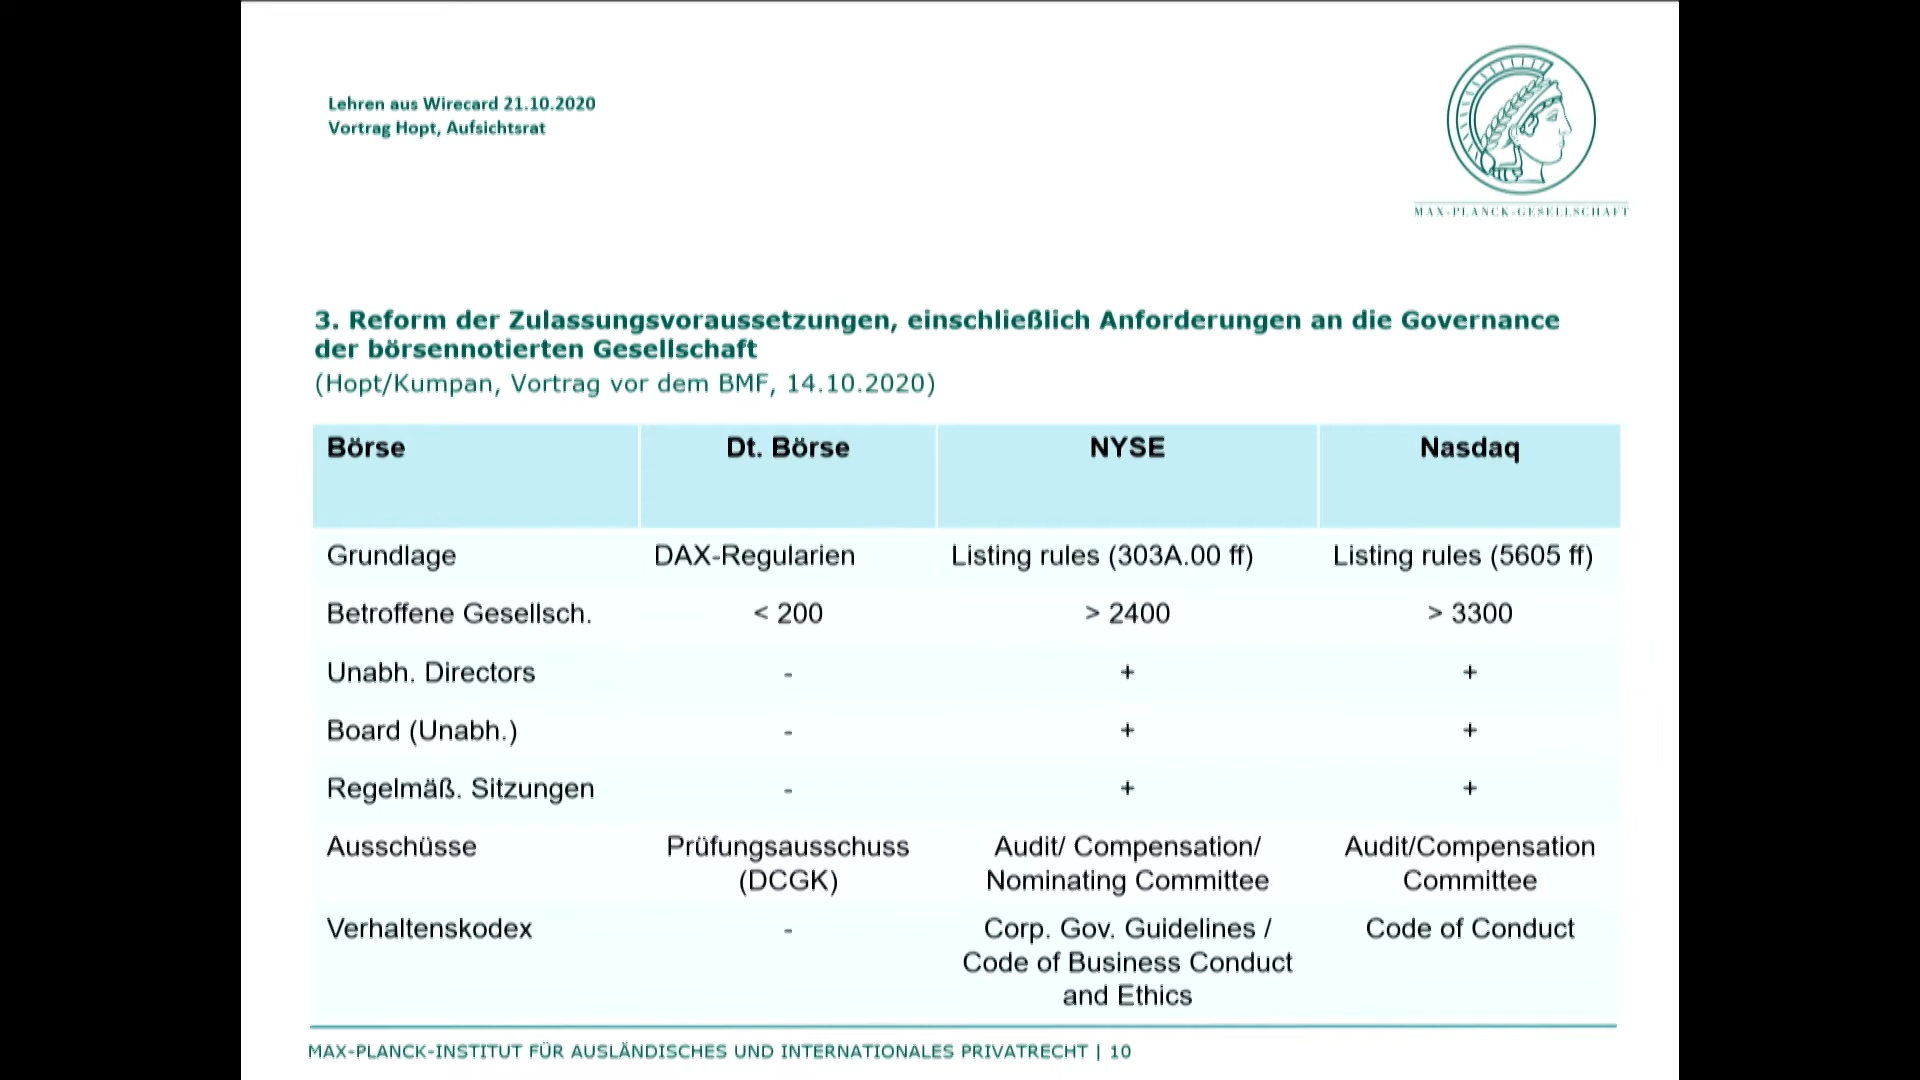 Lehren aus Wirecard 21.10.2020
Vortrag Hopt, Aufsichtsrat
MAX-PLANCK-GESELLSCHAFT
3. Reform der Zulassungsvoraussetzungen, einschließlich Anforderungen an die Governance
der börsennotierten Gesellschaft
(Hopt/Kumpan, Vortrag vor dem BMF, 14.10.2020)
Börse Dt. Börse NYSE Nasdaq
Grundlage DAX-Regularien Listing rules (303A.00 ff) Listing rules (5605 ff)
Betroffene Gesellsch. < 200 > 2400 > 3300
Unabh. Directors - + +
Board (Unabh.) - + +
Regelmäß. Sitzungen - + +
Ausschüsse Prüfungsausschuss Audit/ Compensation/ Audit/Compensation
(DCGK) Nominating Committee Committee
Verhaltenskodex - Corp. Gov. Guidelines / Code of Conduct
Code of Business Conduct
and Ethics
MAX-PLANCK-INSTITUT FÜR AUSLÄNDISCHES UND INTERNATIONALES PRIVATRECHT | 10